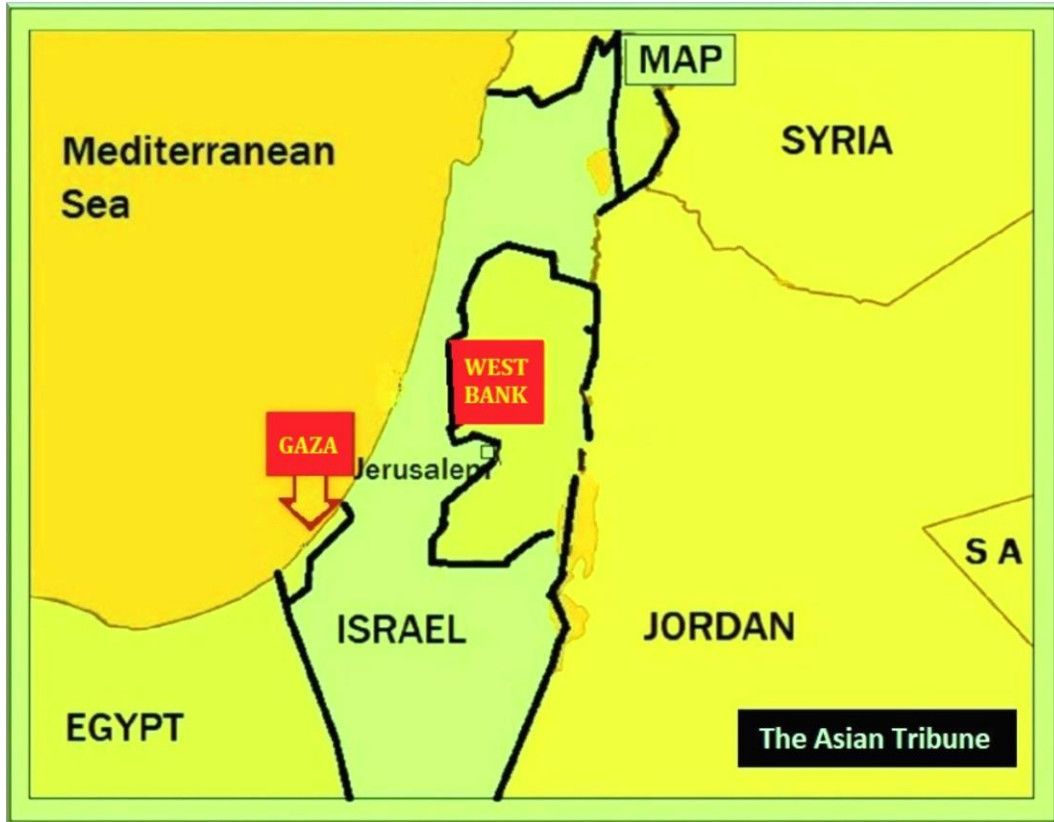 MAP
Mediterranean
Sea
SYRIA
WEST
BANK
GAZA
Jerusalem
S A
ISRAEL
JORDAN
EGYPT
The Asian Tribune